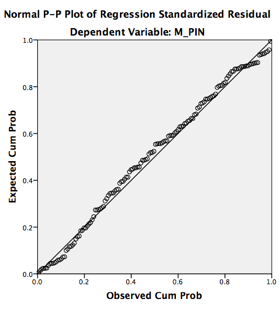 Normal P-P Plot of Regression Standardized Residual
Dependent Variable: M_PIN
Expected Cum Prob
1.0
0.8
0.6
0.4
0.2
0.0
0.0 0.2 0.4 0.6 0.8 1.0
Observed Cum Prob